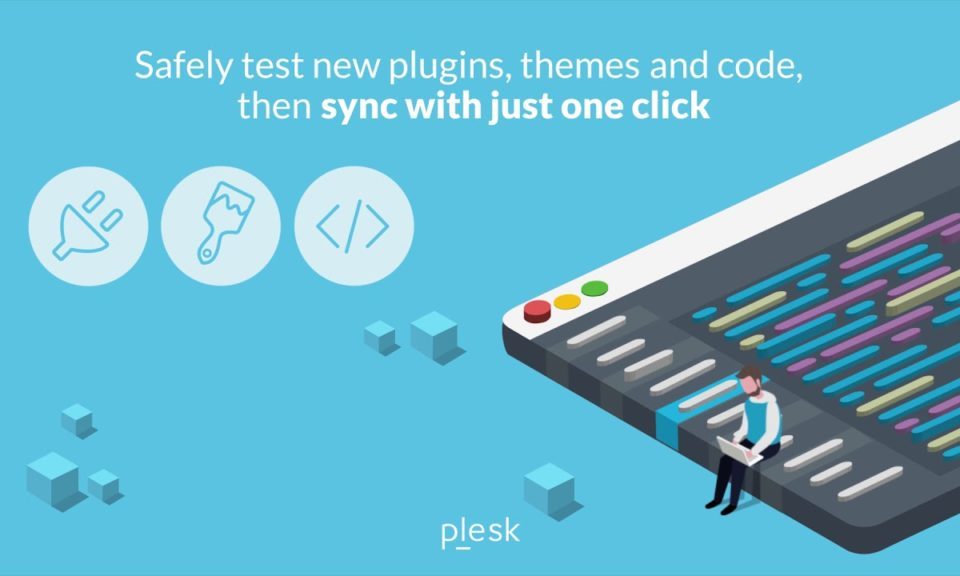 Safely test new plugins, themes and code,
then sync with just one click
plesk